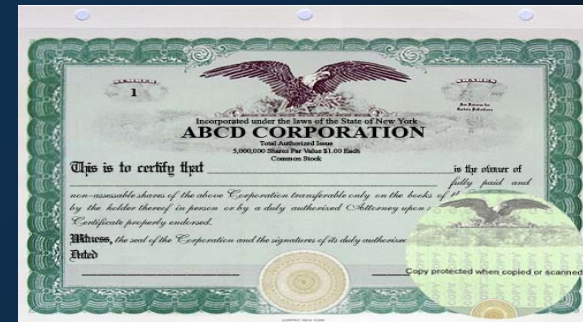 NUMBER
SHARES
1
Incorporated under the laws of the State of New York
ABCD CORPORATION
Total Authorized Issue
5,000,000 Shares Par Value $1.00 Each
Common Stock
This is to certify that is the owner of
fully paid and
non-assessable shares of the above Corporation transferable only on the books of
by the holder thereof in person or by a duly authorized Attorney upon
Certificate properly endorsed.
Witness, the seal of the Corporation and the signatures of its duly authorized
Dated
Copy protected when copied or scanned